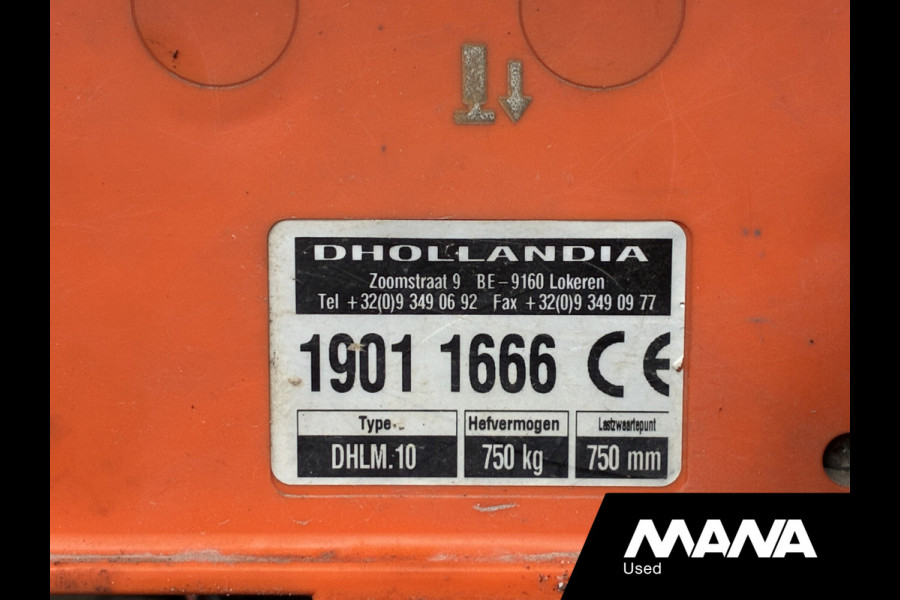 DHOLLANDIA
Zoomstraat 9 BE-9160 Lokeren
Tel +32(0)9 349 06 92 Fax +32(0)9 349 09 77
1901 1666 CE
Type Hefvermogen Lastzwaartepunt
DHLM.10 750 kg 750 mm
MANA
Used